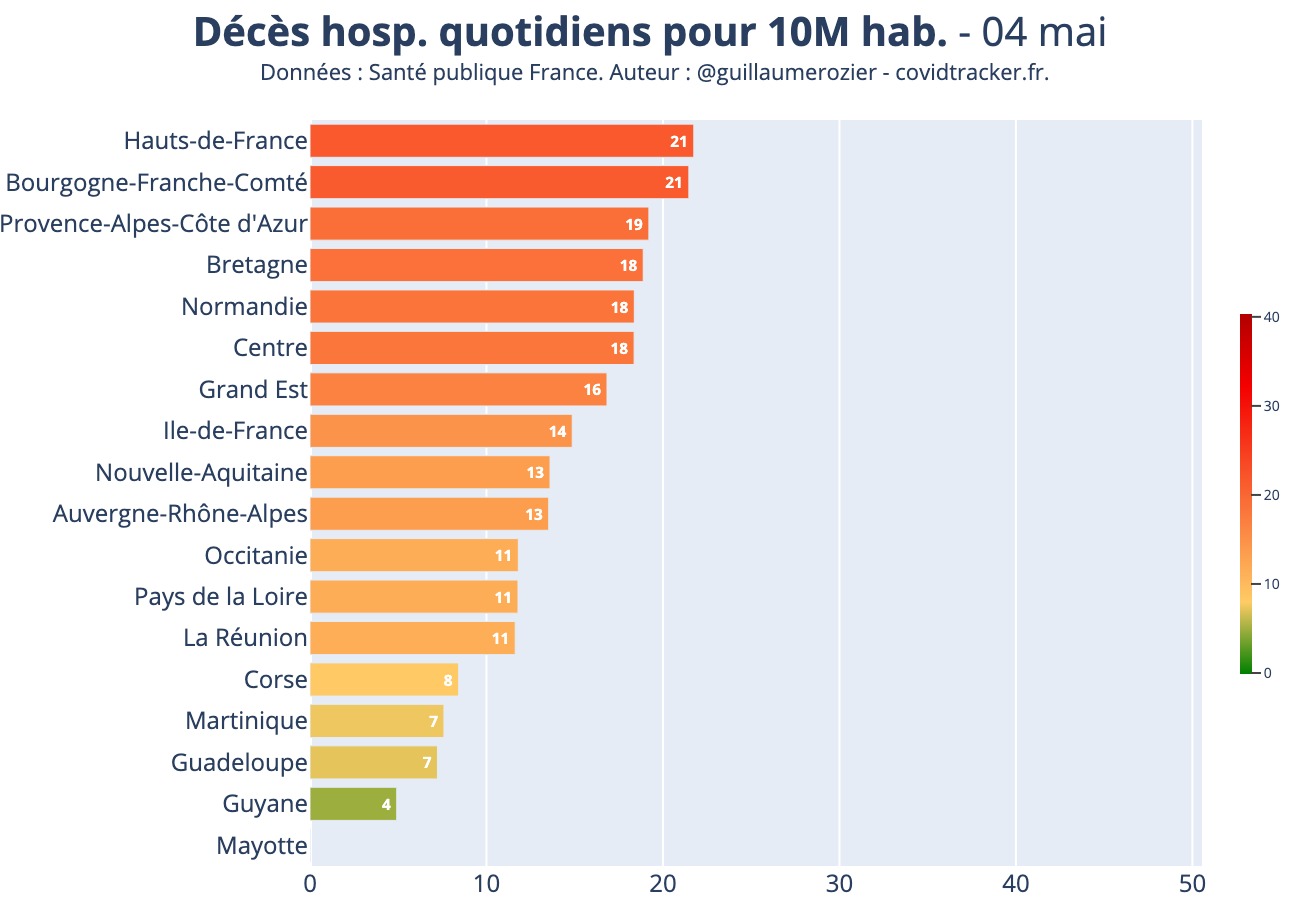 Décès hosp. quotidiens pour 10M hab. - 04 mai
Données : Santé publique France. Auteur : @guillaumerozier - covidtracker.fr.
Hauts-de-France 21
Bourgogne-Franche-Comté 21
Provence-Alpes-Côte d'Azur 19
Bretagne 18
Normandie 18
Centre 18
Grand Est 16
Ile-de-France 14
Nouvelle-Aquitaine 13
Auvergne-Rhône-Alpes 13
Occitanie 11
Pays de la Loire 11
La Réunion 11
Corse 8
Martinique 7
Guadeloupe 7
Guyane 4
Mayotte
0 10 20 30 40 50
40
30
20
10
0